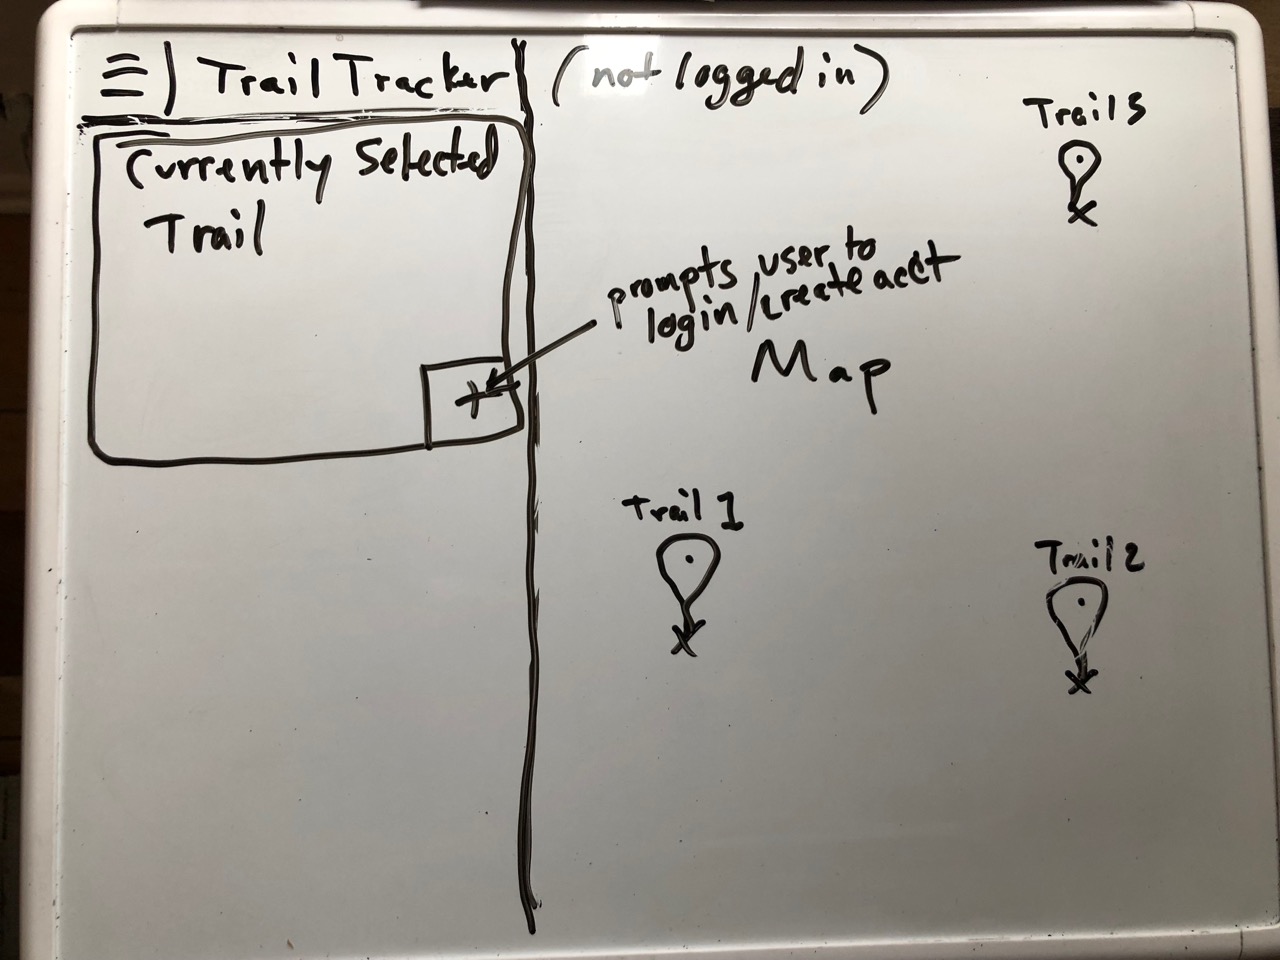 Trail Tracker
(not logged in)
Currently Selected
Trail
+
prompts user to
login/create acct
Map
Trail 3
Trail 1
Trail 2